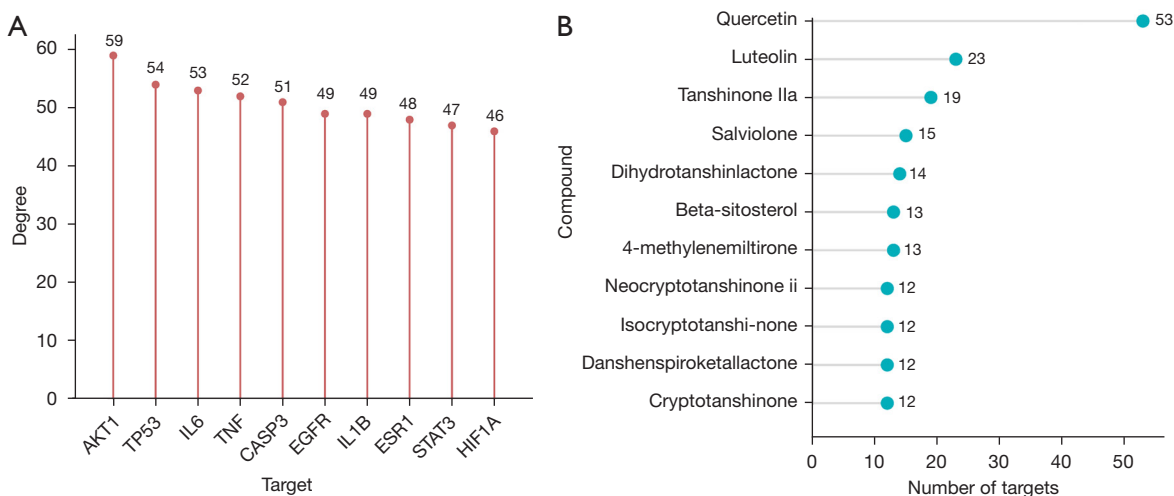 A
60
50
40
30
20
10
0
Degree
59
54
53
52
51
49
49
48
47
46
AKT1
TP53
IL6
TNF
CASP3
EGFR
IL1B
ESR1
STAT3
HIF1A
Target
B
Compound
Quercetin 53
Luteolin 23
Tanshinone IIa 19
Salviolone 15
Dihydrotanshinlactone 14
Beta-sitosterol 13
4-methylenemiltirone 13
Neocryptotanshinone ii 12
Isocryptotanshi-none 12
Danshenspiroketallactone 12
Cryptotanshinone 12
0 10 20 30 40 50
Number of targets